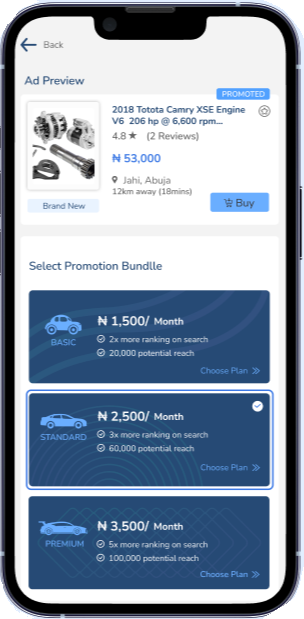 Back
Ad Preview
PROMOTED
2018 Totota Camry XSE Engine
V6 206 hp @ 6,600 rpm...
4.8 ★ (2 Reviews)
₦ 53,000
Jahi, Abuja
12km away (18mins)
Brand New
Buy
Select Promotion Bundlle
₦ 1,500/ Month
BASIC
2x more ranking on search
20,000 potential reach
Choose Plan »
₦ 2,500/ Month
STANDARD
3x more ranking on search
60,000 potential reach
Choose Plan »
₦ 3,500/ Month
PREMIUM
5x more ranking on search
100,000 potential reach
Choose Plan »